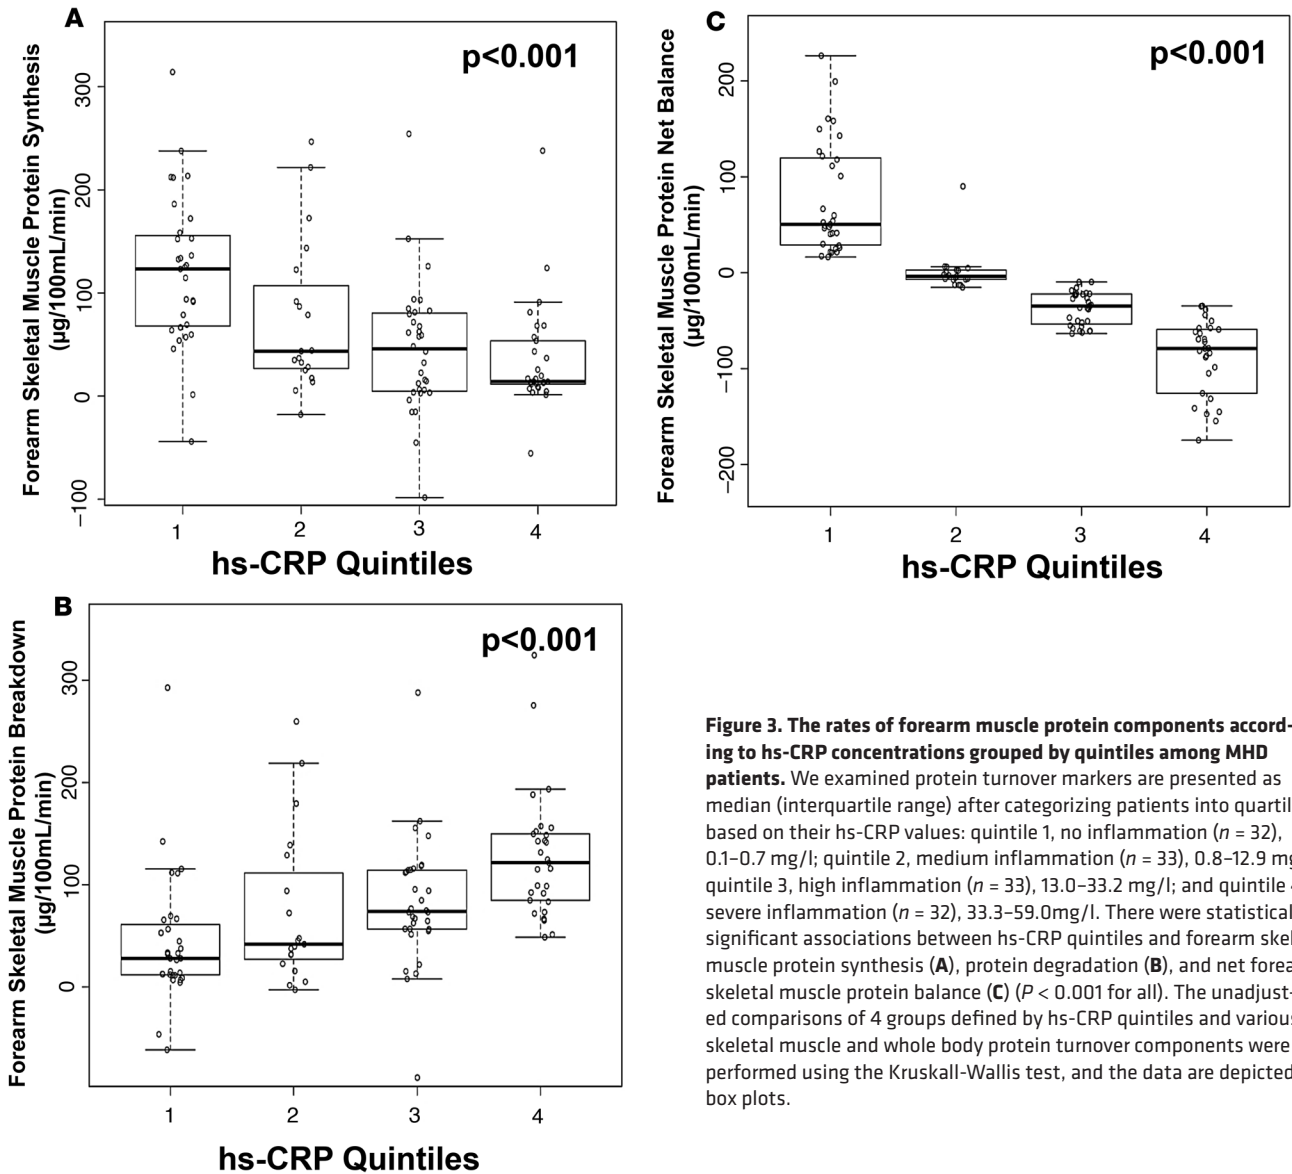 A
p<0.001
Forearm Skeletal Muscle Protein Synthesis
(µg/100mL/min)
300
200
100
0
−100
1 2 3 4
hs-CRP Quintiles
C
p<0.001
Forearm Skeletal Muscle Protein Net Balance
(µg/100mL/min)
200
100
0
−100
−200
1 2 3 4
hs-CRP Quintiles
B
p<0.001
Forearm Skeletal Muscle Protein Breakdown
(µg/100mL/min)
300
200
100
0
1 2 3 4
hs-CRP Quintiles
Figure 3. The rates of forearm muscle protein components accord-
ing to hs-CRP concentrations grouped by quintiles among MHD
patients. We examined protein turnover markers are presented as
median (interquartile range) after categorizing patients into quartil
based on their hs-CRP values: quintile 1, no inflammation (n = 32),
0.1–0.7 mg/l; quintile 2, medium inflammation (n = 33), 0.8–12.9 mg
quintile 3, high inflammation (n = 33), 13.0–33.2 mg/l; and quintile
severe inflammation (n = 32), 33.3–59.0mg/l. There were statistical
significant associations between hs-CRP quintiles and forearm skel
muscle protein synthesis (A), protein degradation (B), and net forea
skeletal muscle protein balance (C) (P < 0.001 for all). The unadjust-
ed comparisons of 4 groups defined by hs-CRP quintiles and various
skeletal muscle and whole body protein turnover components were
performed using the Kruskall-Wallis test, and the data are depicted
box plots.